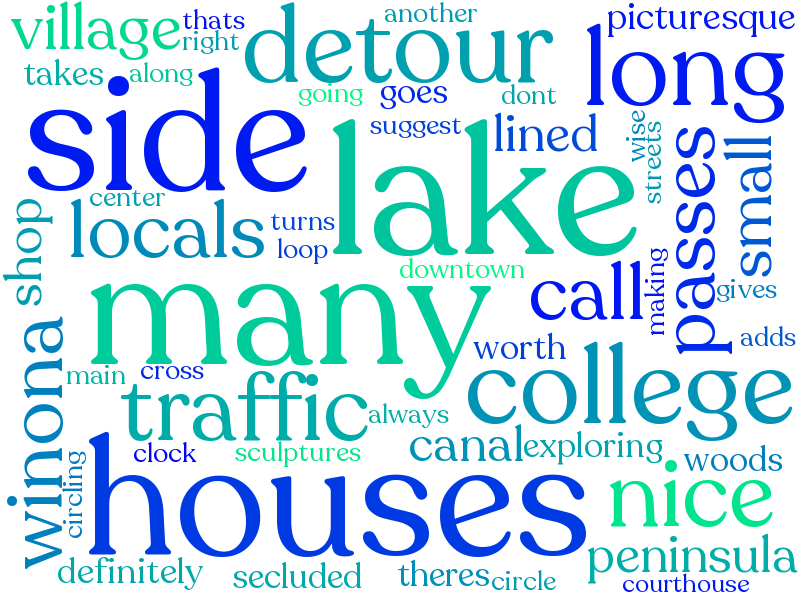 village
thats
right
another
picturesque
detour
takes
along
long
going
goes
dont
side
suggest
lined
wise
streets
lake
passes
small
center
locals
turns
loop
shop
downtown
call
making
gives
many
winona
worth
adds
main
cross
college
traffic
always
clock
sculptures
canal
exploring
woods
circling
houses
nice
definitely
secluded
theres
circle
peninsula
courthouse